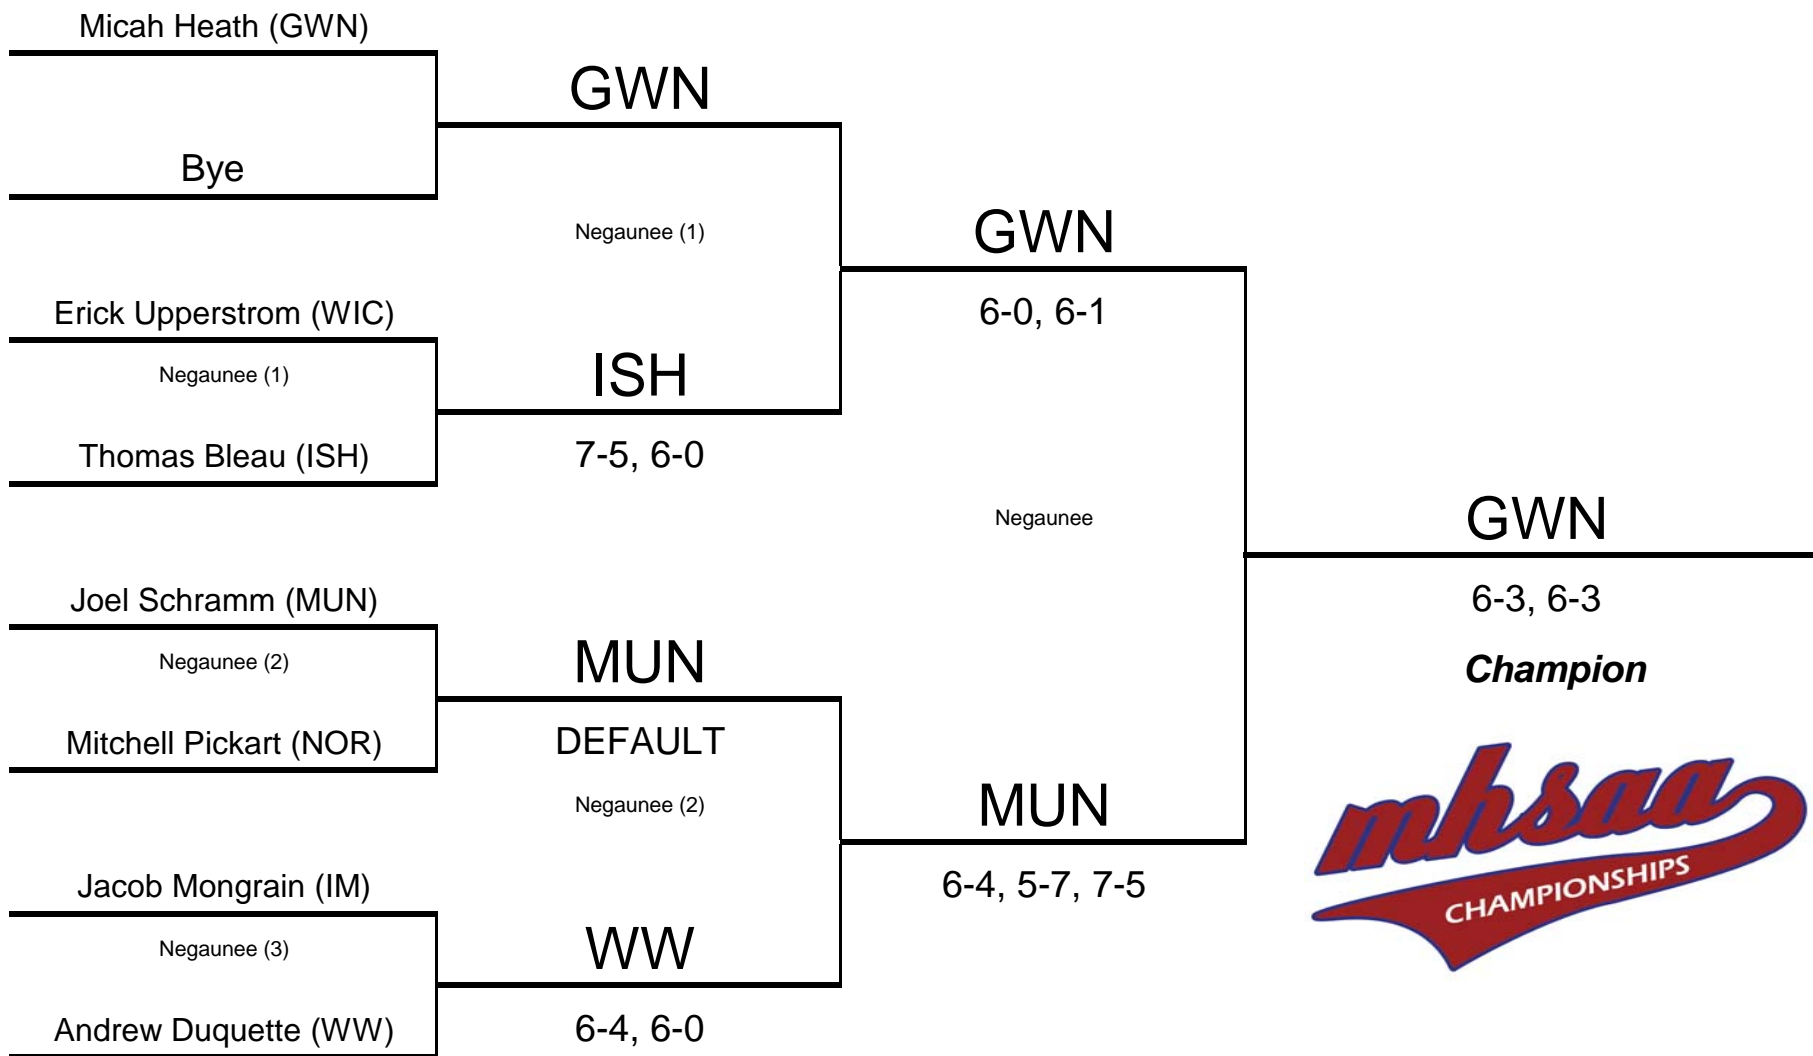 Micah Heath (GWN)
GWN
Bye
Negaunee (1)
GWN
Erick Upperstrom (WIC)
6-0, 6-1
Negaunee (1)
ISH
Thomas Bleau (ISH)
7-5, 6-0
Negaunee
GWN
Joel Schramm (MUN)
6-3, 6-3
Negaunee (2)
MUN
Champion
Mitchell Pickart (NOR)
DEFAULT
Negaunee (2)
MUN
mhsaa
CHAMPIONSHIPS
Jacob Mongrain (IM)
6-4, 5-7, 7-5
Negaunee (3)
WW
Andrew Duquette (WW)
6-4, 6-0